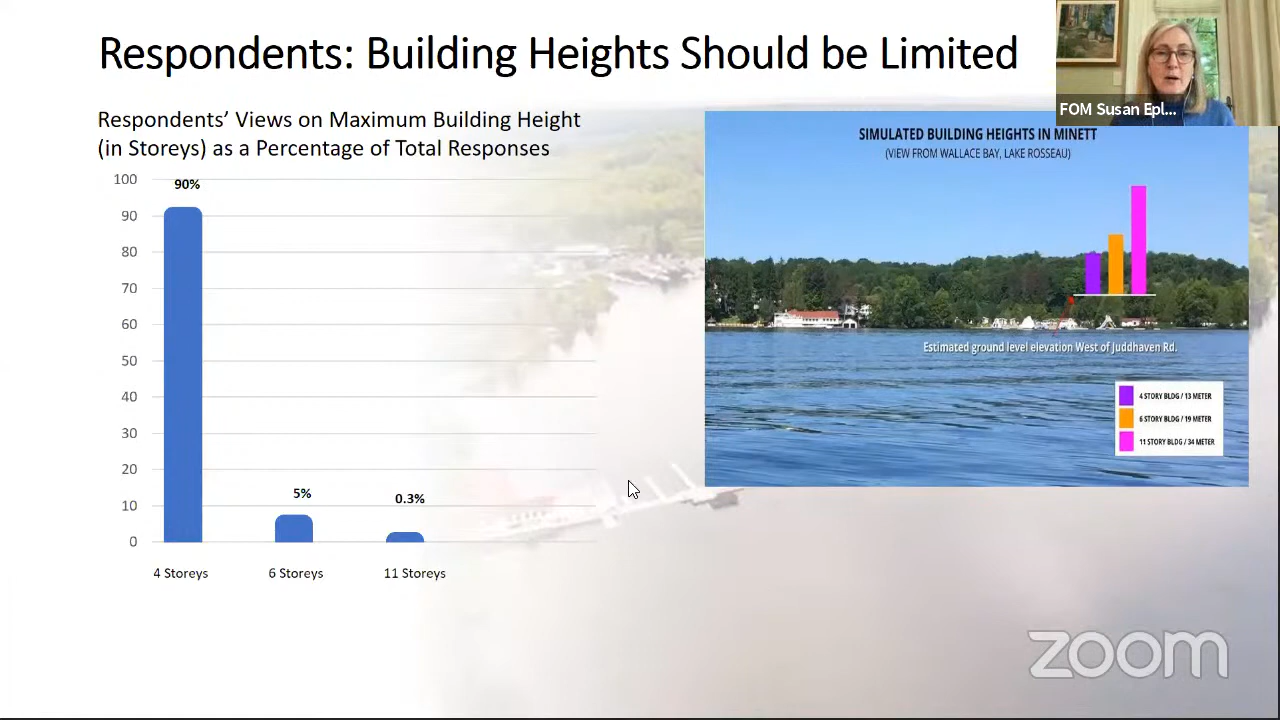 Respondents: Building Heights Should be Limited
FOM Susan Epl...
Respondents’ Views on Maximum Building Height
(in Storeys) as a Percentage of Total Responses
100
90
80
70
60
50
40
30
20
10
0
90%
5%
0.3%
4 Storeys
6 Storeys
11 Storeys
SIMULATED BUILDING HEIGHTS IN MINETT
(VIEW FROM WALLACE BAY, LAKE ROSSEAU)
Estimated ground level elevation West of Juddhaven Rd.
4 STORY BLDG / 13 METER
6 STORY BLDG / 19 METER
11 STORY BLDG / 34 METER
zoom